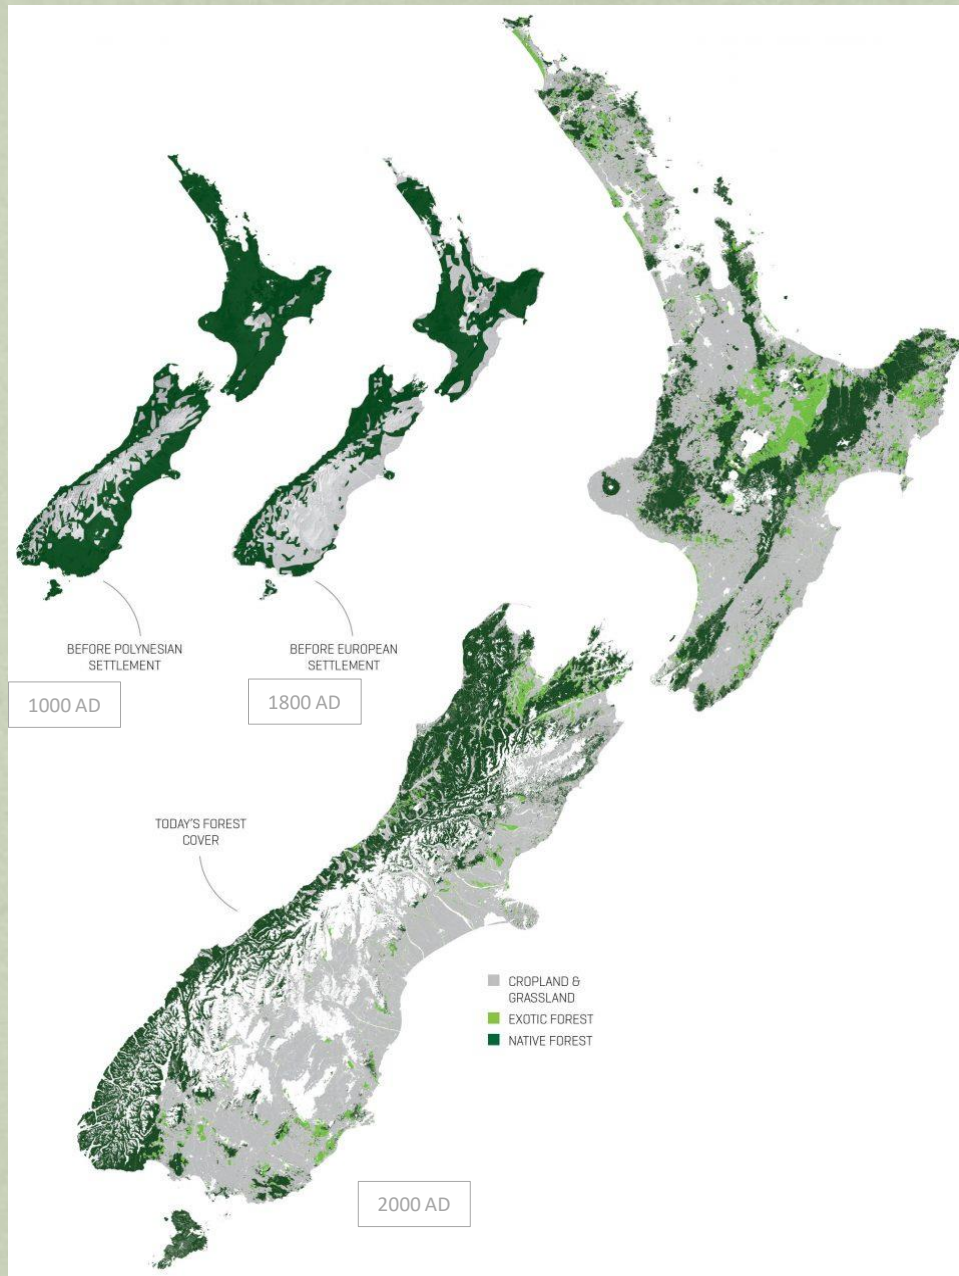 BEFORE POLYNESIAN
SETTLEMENT
1000 AD
BEFORE EUROPEAN
SETTLEMENT
1800 AD
TODAY'S FOREST
COVER
CROPLAND &
GRASSLAND
EXOTIC FOREST
NATIVE FOREST
2000 AD